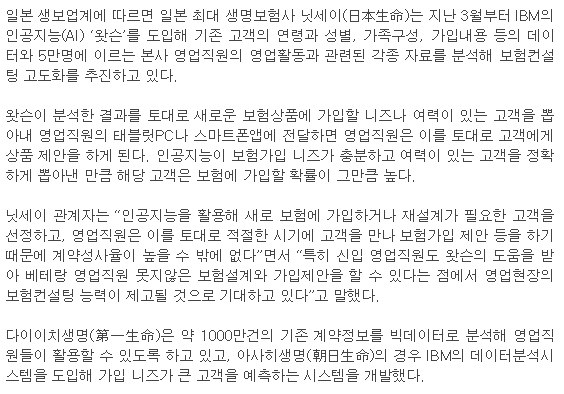 일본 생보업계에 따르면 일본 최대 생명보험사 닛세이(日本生命)는 지난 3월부터 IBM의
인공지능(AI) ‘왓슨’를 도입해 기존 고객의 연령과 성별, 가족구성, 가입내용 등의 데이
터와 5만명에 이르는 본사 영업직원의 영업활동과 관련된 각종 자료를 분석해 보험컨설
팅 고도화를 추진하고 있다.
왓슨이 분석한 결과를 토대로 새로운 보험상품에 가입할 니즈나 여력이 있는 고객을 뽑
아내 영업직원의 태블릿PC나 스마트폰앱에 전달하면 영업직원은 이를 토대로 고객에게
상품 제안을 하게 된다. 인공지능이 보험가입 니즈가 충분하고 여력이 있는 고객을 정확
하게 뽑아낸 만큼 해당 고객은 보험에 가입할 확률이 그만큼 높다.
닛세이 관계자는 “인공지능을 활용해 새로 보험에 가입하거나 재설계가 필요한 고객을
선정하고, 영업직원은 이를 토대로 적절한 시기에 고객을 만나 보험가입 제안 등을 하기
때문에 계약성사율이 높을 수 밖에 없다”면서 “특히 신입 영업직원도 왓슨의 도움을 받
아 베테랑 영업직원 못지않은 보험설계와 가입제안을 할 수 있다는 점에서 영업현장의
보험컨설팅 능력이 제고될 것으로 기대하고 있다”고 말했다.
다이이치생명(第一生命)은 약 1000만건의 기존 계약정보를 빅데이터로 분석해 영업직
원들이 활용할 수 있도록 하고 있고, 아사히생명(朝日生命)의 경우 IBM의 데이터분석시
스템을 도입해 가입 니즈가 큰 고객을 예측하는 시스템을 개발했다.